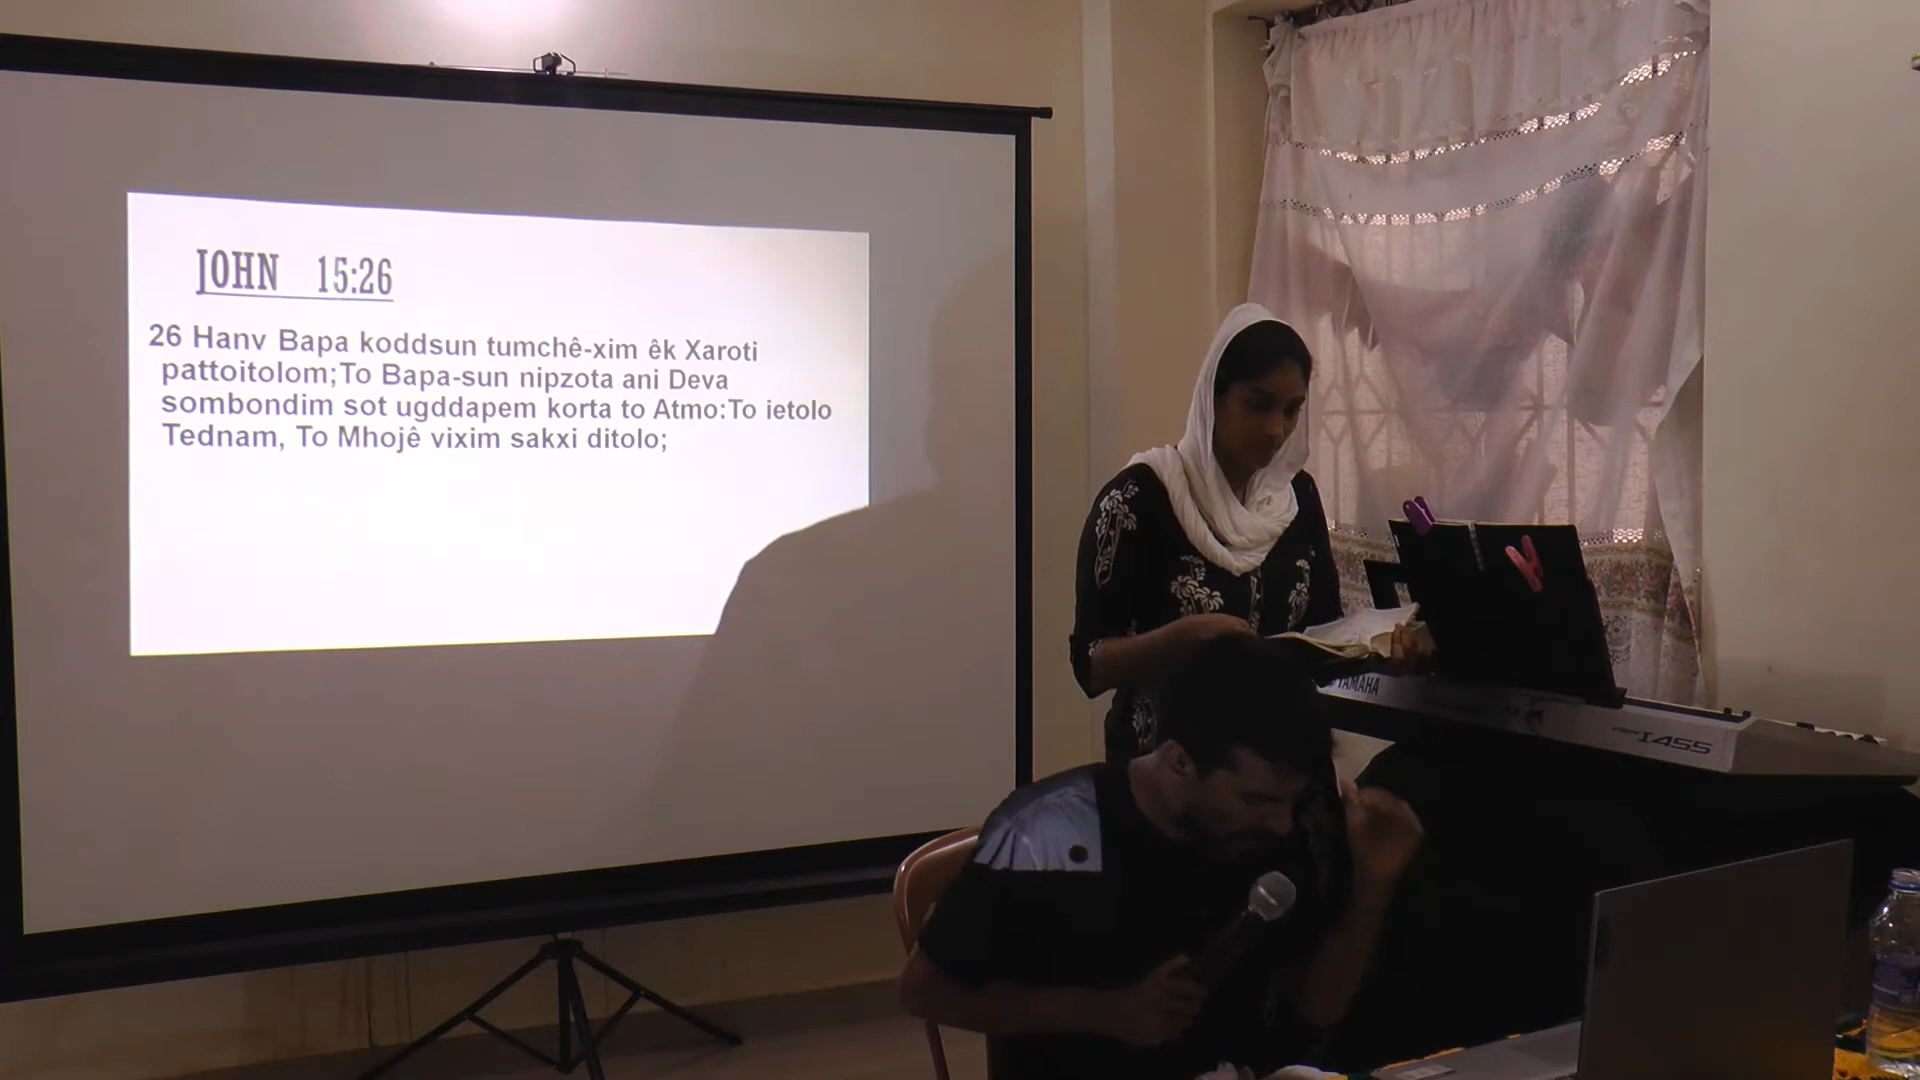 JOHN 15:26
26 Hanv Bapa koddsun tumchê-xim êk Xaroti
pattoitolom;To Bapa-sun nipzota ani Deva
sombondim sot ugddapem korta to Atmo:To ietolo
Tednam, To Mhojê vixim sakxi ditolo;
YAMAHA
I455